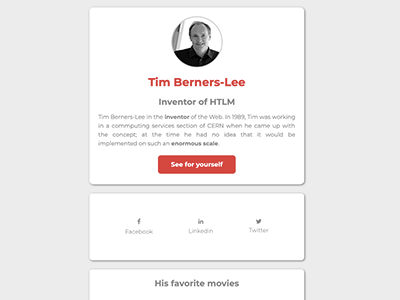 Tim Berners-Lee
Inventor of HTLM
Tim Berners-Lee in the inventor of the Web. In 1989, Tim was working
in a commputing services section of CERN when he came up with
the concept; at the time he had no idea that it would be
implemented on such an enormous scale.
See for yourself
Facebook
Linkedin
Twitter
His favorite movies